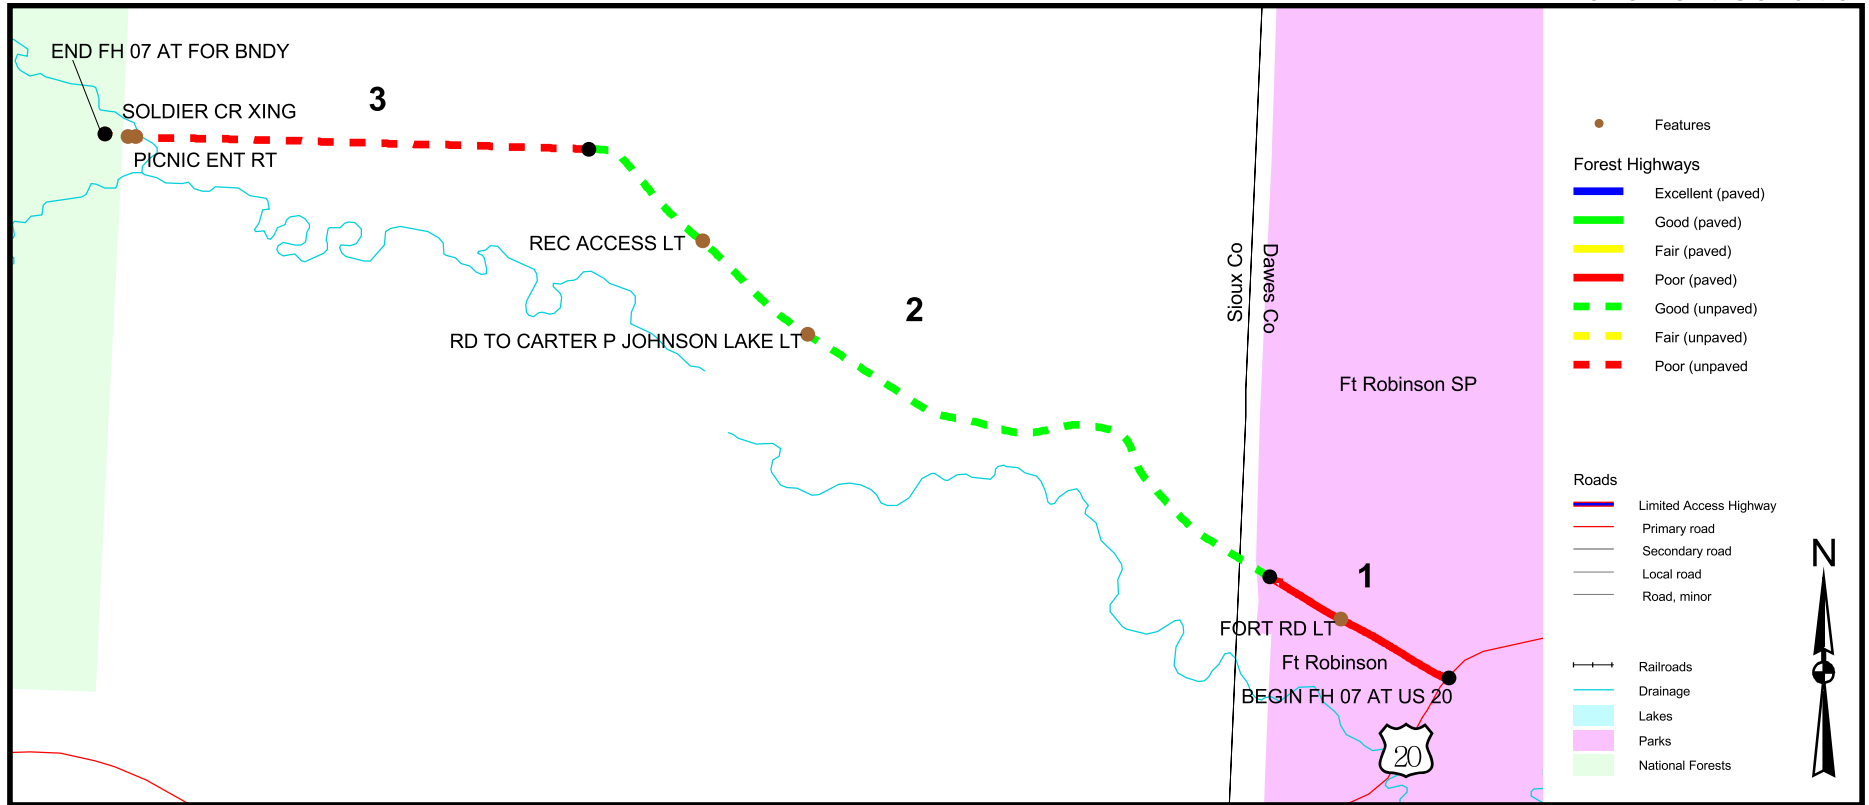 END FH 07 AT FOR BNDY
SOLDIER CR XING
3
PICNIC ENT RT
REC ACCESS LT
2
RD TO CARTER P JOHNSON LAKE LT
Sioux Co
Dawes Co
Ft Robinson SP
1
FORT RD LT
Ft Robinson
BEGIN FH 07 AT US 20
20
Features
Forest Highways
Excellent (paved)
Good (paved)
Fair (paved)
Poor (paved)
Good (unpaved)
Fair (unpaved)
Poor (unpaved
Roads
Limited Access Highway
Primary road
Secondary road
Local road
Road, minor
N
Railroads
Drainage
Lakes
Parks
National Forests